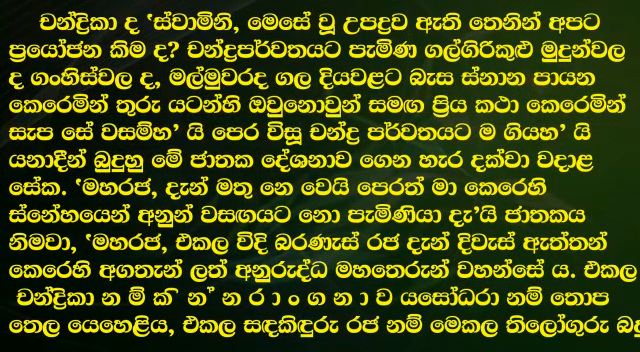 චන්ද්‍රිකා ද ‘ස්වාමිනි, මෙසේ වූ උපද්‍රව ඇති තෙනින් අපට
ප්‍රයෝජන කිම ද? චන්ද්‍රපර්වතයට පැමිණ ගල්ගිරිකුළු මුදුන්වල
ද ගංහිස්වල ද, මල්මුවරද ගල දියවළට බැස ස්නාන පායන
කෙරෙමින් තුරු යටන්හි ඔවුනොවුන් සමඟ ප්‍රිය කථා කෙරෙමින්
සැප සේ වසම්හ’ යි පෙර විසූ චන්ද්‍ර පර්වතයට ම ගියහ’ යි
යනාදීන් බුදුහු මේ ජාතක දේශනාව ගෙන හැර දක්වා වදාළ
සේක. ‘මහරජ, දැන් මතු නෙ වෙයි පෙරත් මා කෙරෙහි
ස්නේහයෙන් අනුන් වසඟයට නො පැමිණියා දැ’යි ජාතකය
නිමවා, ‘මහරජ, එකල විදි බරණැස් රජ දැන් දිවැස් ඇත්තන්
කෙරෙහි අගතැන් ලත් අනුරුද්ධ මහතෙරුන් වහන්සේ ය. එකල
චන්ද්‍රිකා න ම් ක ි න ් න ර ා ං ග න ා ව යසෝධරා නම් තොප
තෙල යෙහෙළිය, එකල සඳකිඳුරු රජ නම් මෙකල තිලෝගුරු බු